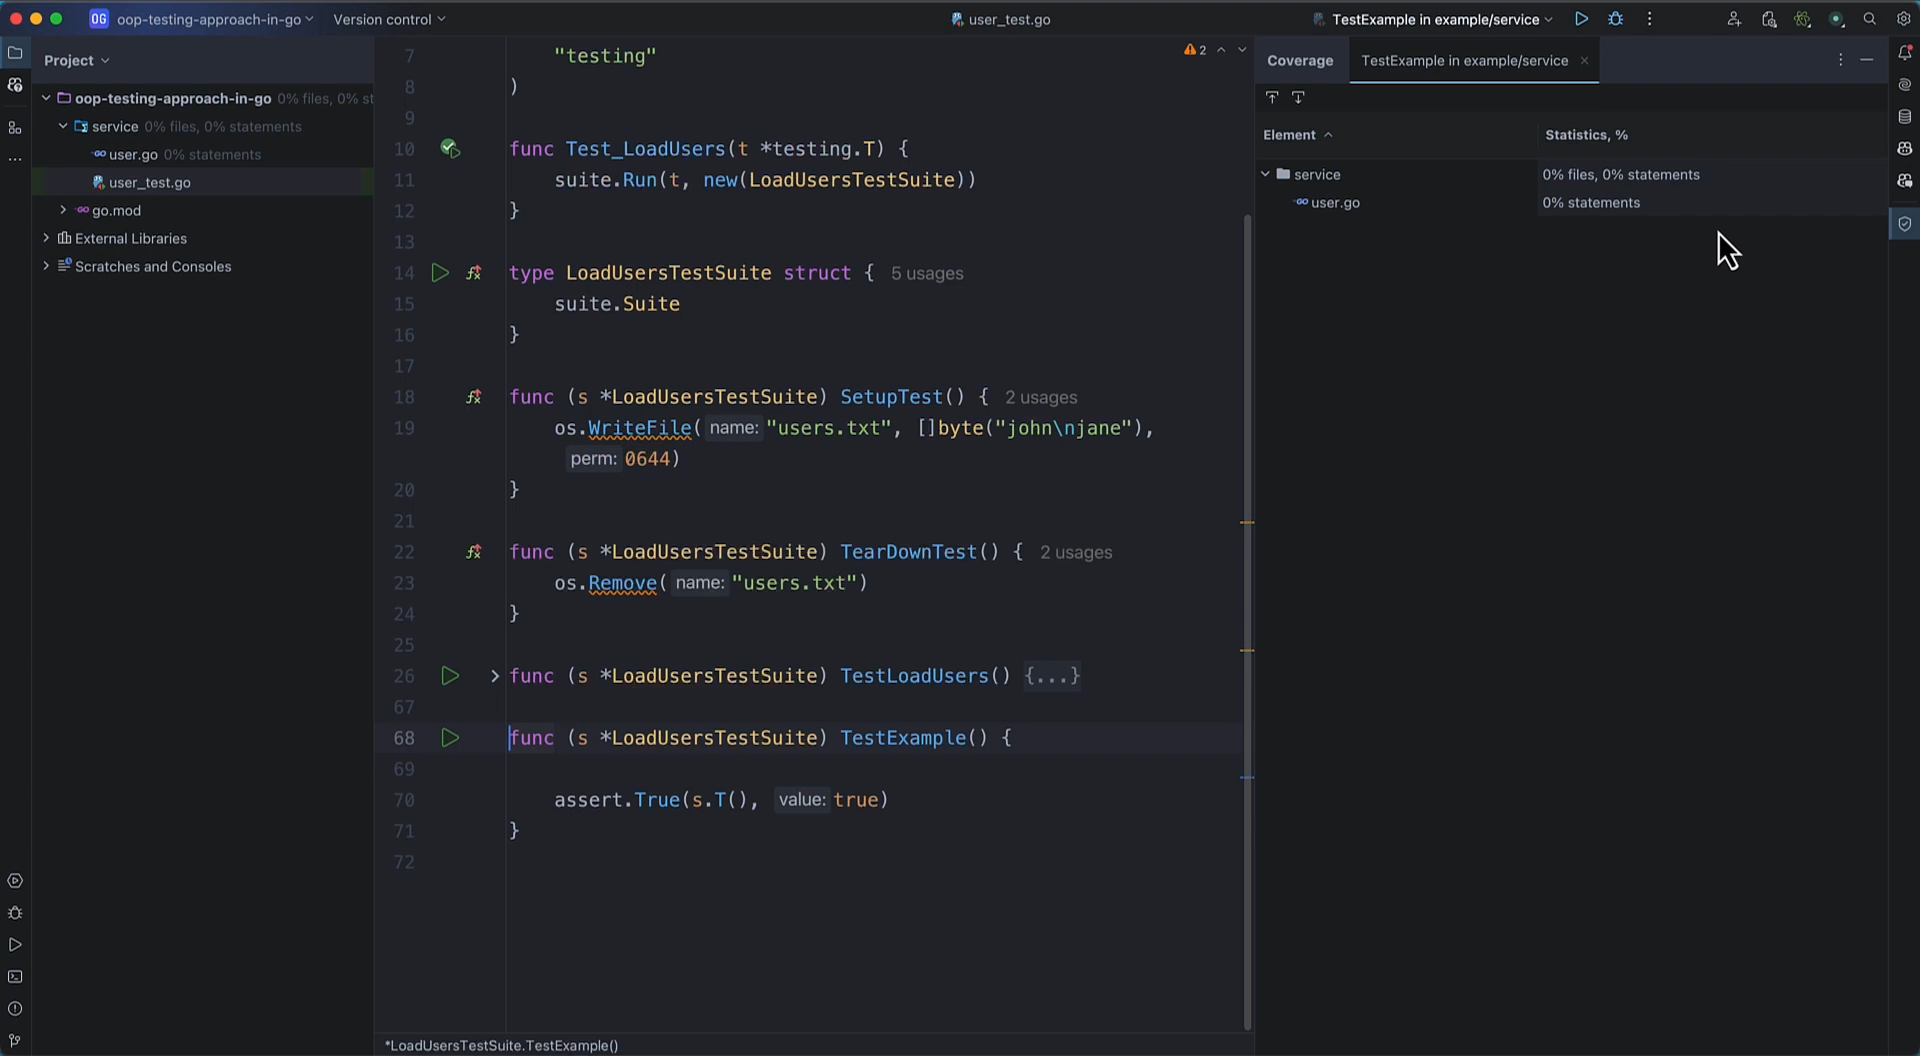 OG oop-testing-approach-in-go Version control user_test.go TestExample in example/service
Project
oop-testing-approach-in-go 0% files, 0% st
service 0% files, 0% statements
user.go 0% statements
user_test.go
go.mod
External Libraries
Scratches and Consoles
2
7 "testing"
8 )
9
10 func Test_LoadUsers(t *testing.T) {
11 suite.Run(t, new(LoadUsersTestSuite))
12 }
13
14 type LoadUsersTestSuite struct { 5 usages
15 suite.Suite
16 }
17
18 func (s *LoadUsersTestSuite) SetupTest() { 2 usages
19 os.WriteFile( name: "users.txt", []byte("john\njane"),
perm: 0644)
20 }
21
22 func (s *LoadUsersTestSuite) TearDownTest() { 2 usages
23 os.Remove( name: "users.txt")
24 }
25
26 func (s *LoadUsersTestSuite) TestLoadUsers() {...}
67
68 func (s *LoadUsersTestSuite) TestExample() {
69
70 assert.True(s.T(), value: true)
71 }
72
*LoadUsersTestSuite.TestExample()
Coverage TestExample in example/service
Element Statistics, %
service 0% files, 0% statements
user.go 0% statements